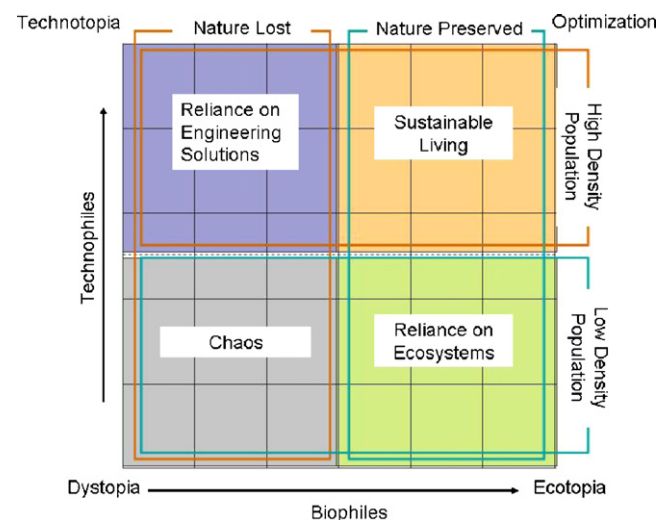 Technotopia
Nature Lost
Nature Preserved
Optimization
Reliance on
Engineering
Solutions
Sustainable
Living
High Density
Population
Technophiles
Chaos
Reliance on
Ecosystems
Low Density
Population
Dystopia
Ecotopia
Biophiles